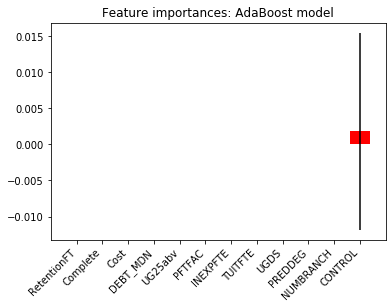 Feature importances: AdaBoost model
0.015
0.010
0.005
0.000
−0.005
−0.010
RetentionFT
Complete
Cost
DEBT_MDN
UG25abv
PFTFAC
INEXPFTE
TUITFTE
UGDS
PREDDEG
NUMBRANCH
CONTROL